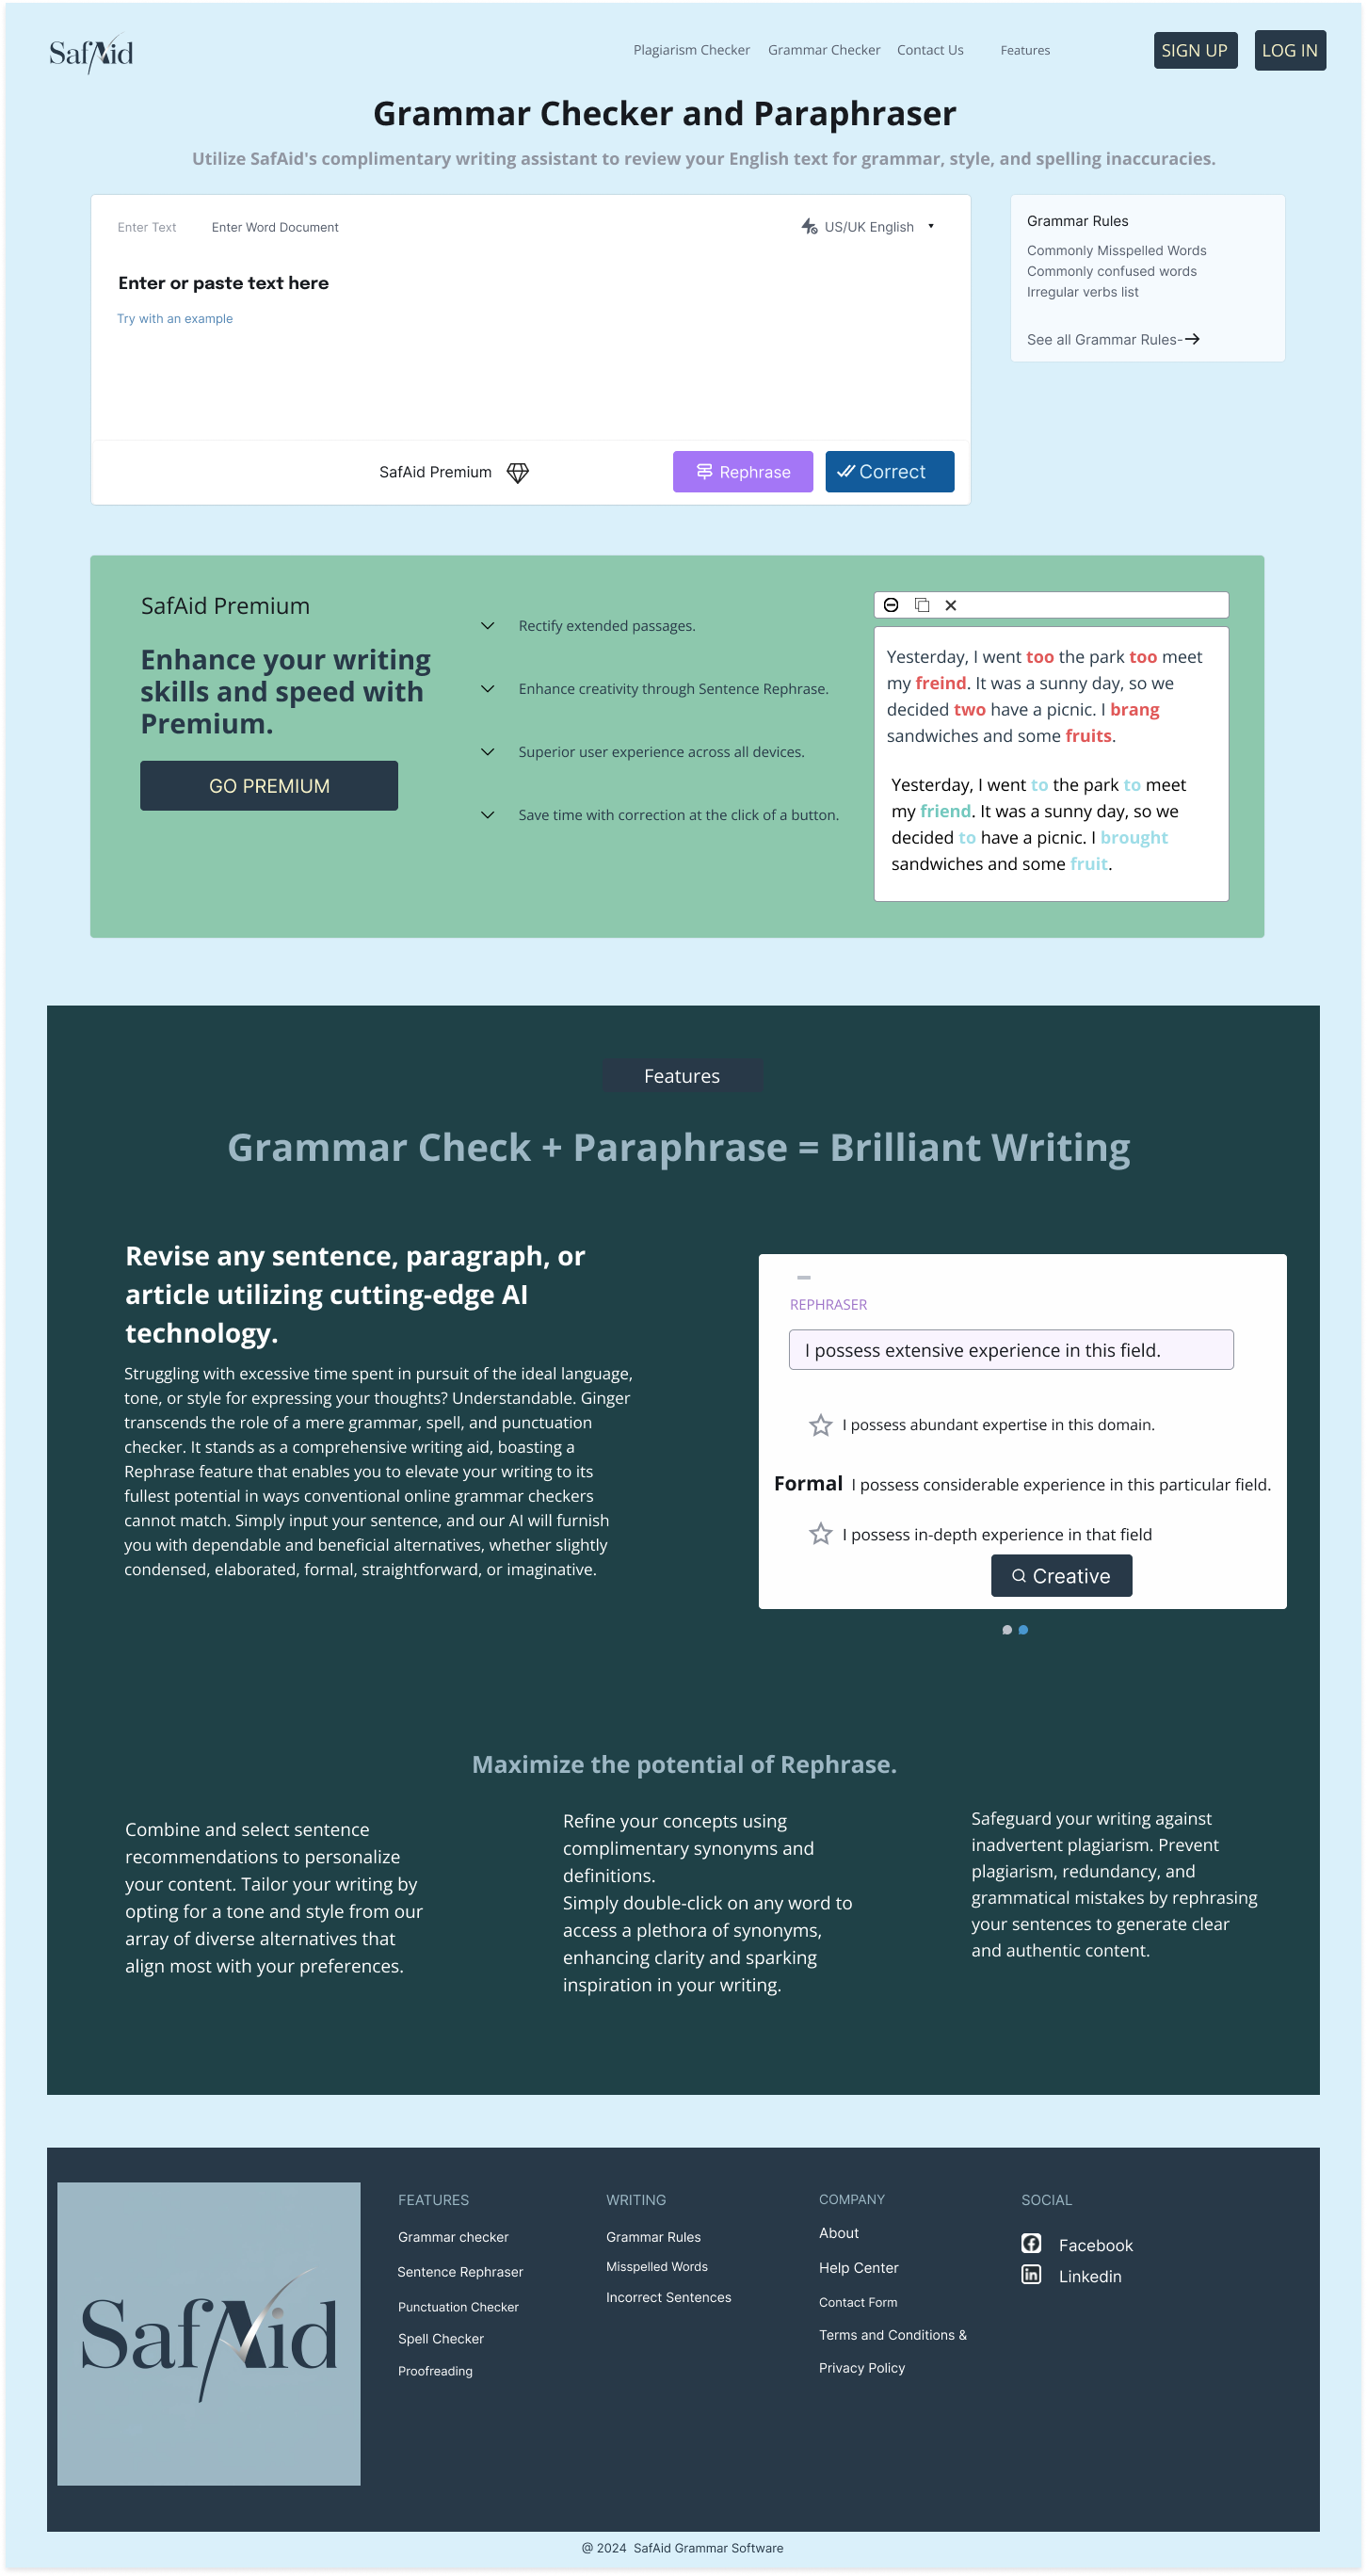 SafAid
Plagiarism Checker
Grammar Checker
Contact Us
Features
SIGN UP
LOG IN
Grammar Checker and Paraphraser
Utilize SafAid's complimentary writing assistant to review your English text for grammar, style, and spelling inaccuracies.
Enter Text
Enter Word Document
US/UK English
Enter or paste text here
Try with an example
SafAid Premium
Rephrase
Correct
Grammar Rules
Commonly Misspelled Words
Commonly confused words
Irregular verbs list
See all Grammar Rules-
SafAid Premium
Enhance your writing
skills and speed with
Premium.
GO PREMIUM
Rectify extended passages.
Enhance creativity through Sentence Rephrase.
Superior user experience across all devices.
Save time with correction at the click of a button.
Yesterday, I went too the park too meet
my freind. It was a sunny day, so we
decided two have a picnic. I brang
sandwiches and some fruits.
Yesterday, I went to the park to meet
my friend. It was a sunny day, so we
decided to have a picnic. I brought
sandwiches and some fruit.
Features
Grammar Check + Paraphrase = Brilliant Writing
Revise any sentence, paragraph, or
article utilizing cutting-edge AI
technology.
Struggling with excessive time spent in pursuit of the ideal language,
tone, or style for expressing your thoughts? Understandable. Ginger
transcends the role of a mere grammar, spell, and punctuation
checker. It stands as a comprehensive writing aid, boasting a
Rephrase feature that enables you to elevate your writing to its
fullest potential in ways conventional online grammar checkers
cannot match. Simply input your sentence, and our AI will furnish
you with dependable and beneficial alternatives, whether slightly
condensed, elaborated, formal, straightforward, or imaginative.
REPHRASER
I possess extensive experience in this field.
I possess abundant expertise in this domain.
Formal I possess considerable experience in this particular field.
I possess in-depth experience in that field
Creative
Maximize the potential of Rephrase.
Combine and select sentence
recommendations to personalize
your content. Tailor your writing by
opting for a tone and style from our
array of diverse alternatives that
align most with your preferences.
Refine your concepts using
complimentary synonyms and
definitions.
Simply double-click on any word to
access a plethora of synonyms,
enhancing clarity and sparking
inspiration in your writing.
Safeguard your writing against
inadvertent plagiarism. Prevent
plagiarism, redundancy, and
grammatical mistakes by rephrasing
your sentences to generate clear
and authentic content.
SafAid
FEATURES
Grammar checker
Sentence Rephraser
Punctuation Checker
Spell Checker
Proofreading
WRITING
Grammar Rules
Misspelled Words
Incorrect Sentences
COMPANY
About
Help Center
Contact Form
Terms and Conditions &
Privacy Policy
SOCIAL
Facebook
Linkedin
@ 2024 SafAid Grammar Software